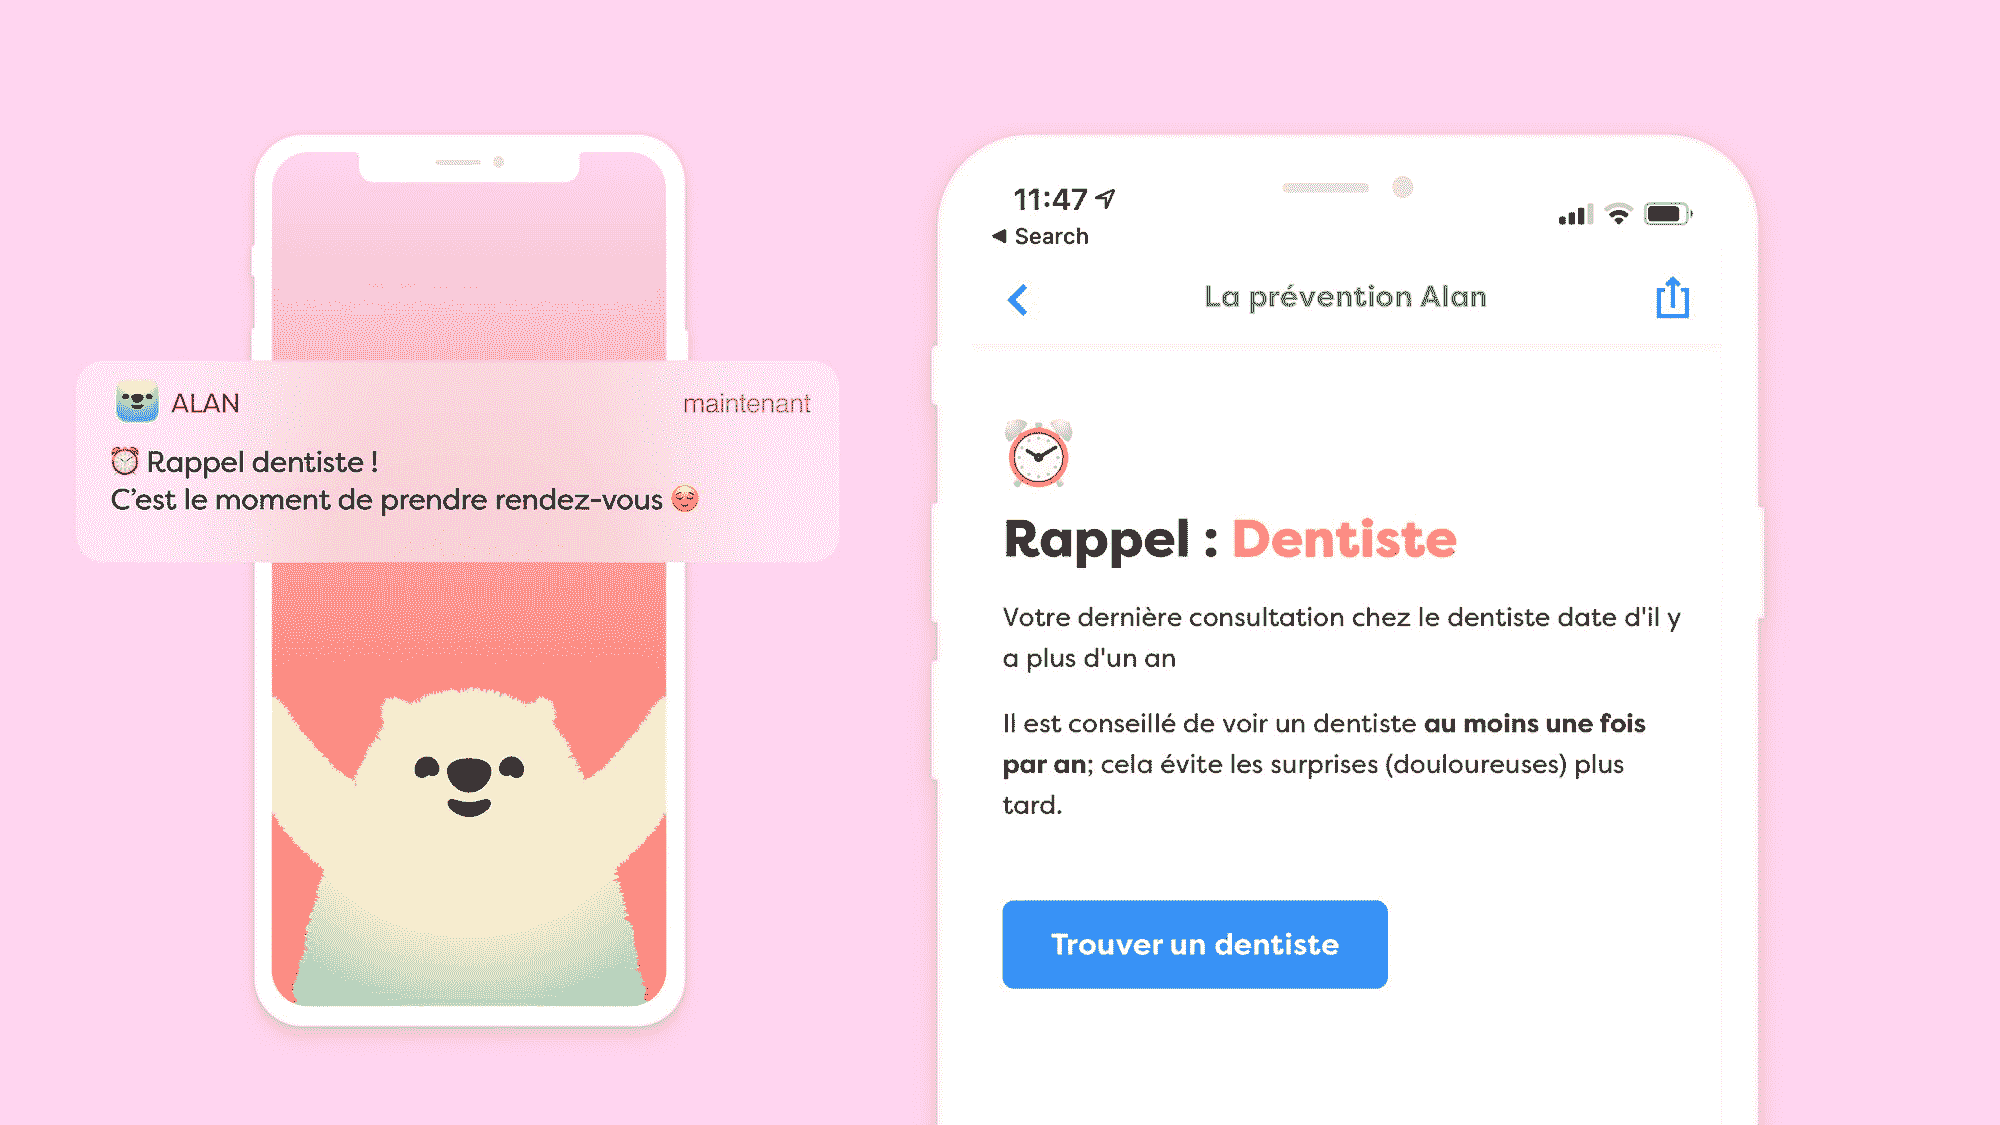 ALAN
maintenant
⏰ Rappel dentiste !
C’est le moment de prendre rendez-vous 😌
11:47
◀ Search
La prévention Alan
Rappel : Dentiste
Votre dernière consultation chez le dentiste date d'il y
a plus d'un an
Il est conseillé de voir un dentiste au moins une fois
par an; cela évite les surprises (douloureuses) plus
tard.
Trouver un dentiste